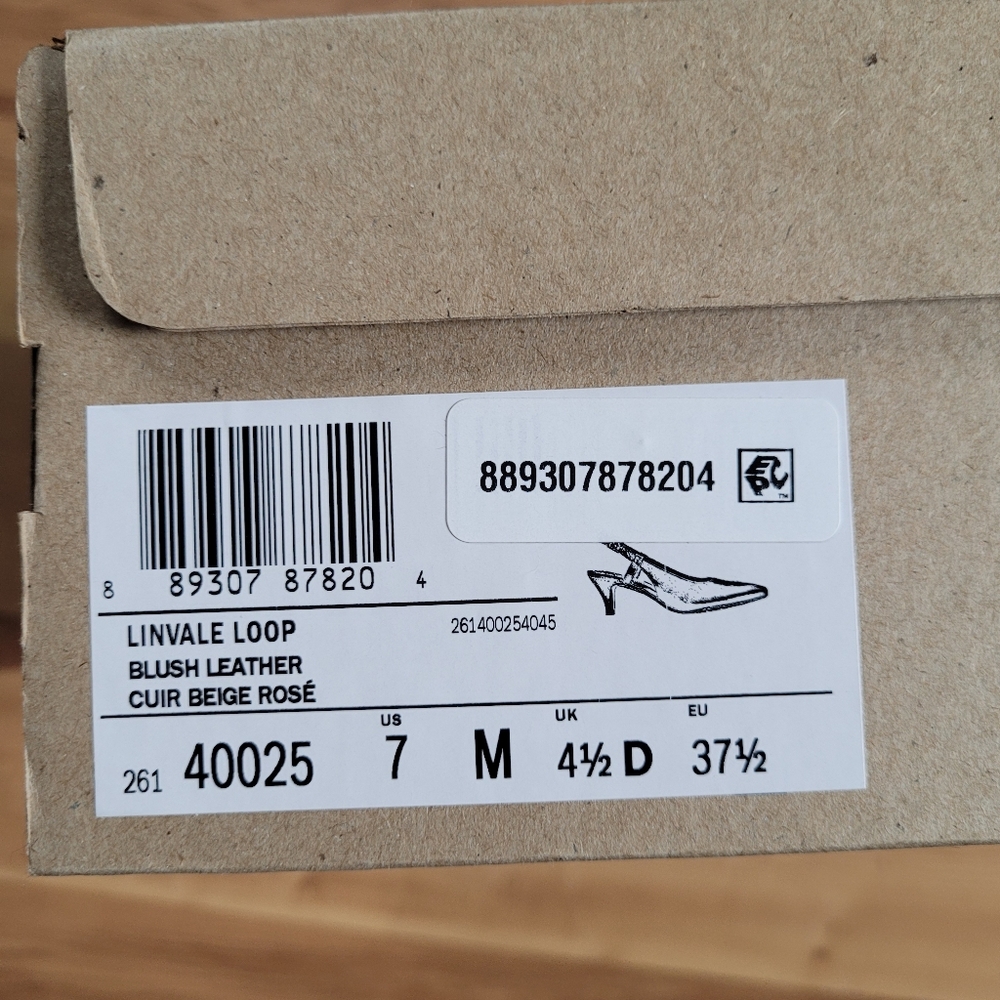 889307878204
8 89307 87820 4
261400254045
LINVALE LOOP
BLUSH LEATHER
CUIR BEIGE ROSÉ
US UK EU
261 40025 7 M 4½ D 37½